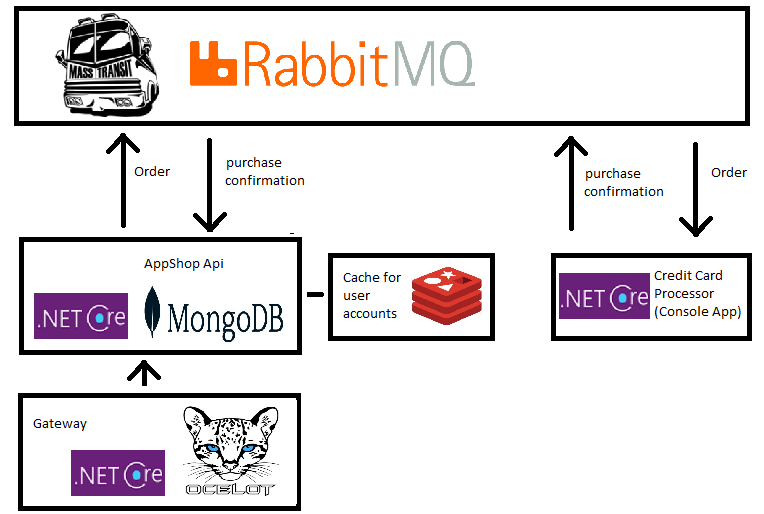 MASS TRANSIT
RabbitMQ
Order
purchase
confirmation
purchase
confirmation
Order
AppShop Api
.NET Core
MongoDB
Cache for
user
accounts
.NET Core
Credit Card
Processor
(Console App)
Gateway
.NET Core
OCELOT